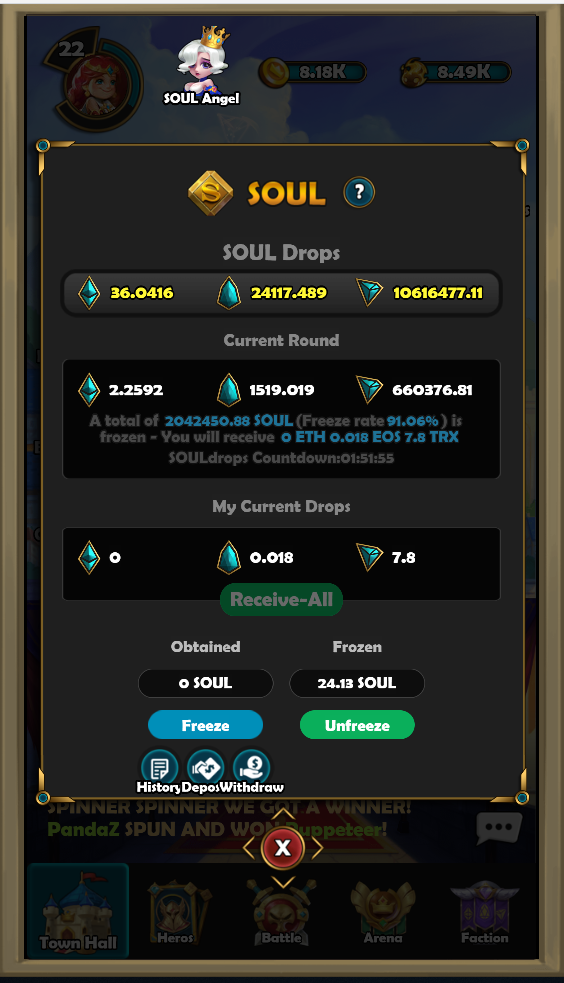 22
8.18K
8.49K
SOUL Angel
SOUL
?
SOUL Drops
36.0416 24117.489 10616477.11
Current Round
2.2592 1519.019 660376.81
A total of 2042450.88 SOUL (Freeze rate 91.06% ) is
frozen - You will receive 0 ETH 0.018 EOS 7.8 TRX
SOULdrops Countdown:01:51:55
My Current Drops
0 0.018 7.8
Receive-All
Obtained Frozen
0 SOUL 24.13 SOUL
Freeze Unfreeze
History Depos Withdraw
SPINNER SPINNER WE GOT A WINNER!
PandaZ SPUN AND WON Puppeteer!
X
Town Hall Heros Battle Arena Faction